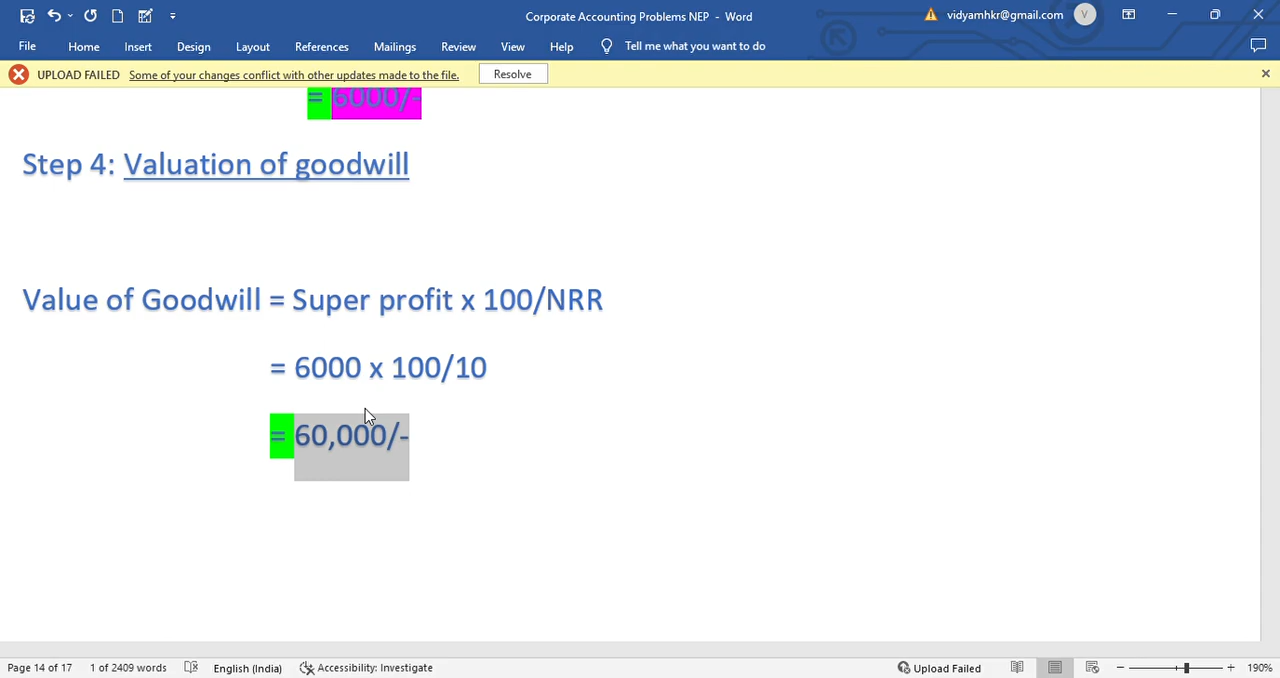 Corporate Accounting Problems NEP - Word
vidyamhkr@gmail.com
V
File Home Insert Design Layout References Mailings Review View Help Tell me what you want to do
UPLOAD FAILED Some of your changes conflict with other updates made to the file. Resolve
= 6000/-
Step 4: Valuation of goodwill
Value of Goodwill = Super profit x 100/NRR
= 6000 x 100/10
= 60,000/-
Page 14 of 17 1 of 2409 words English (India) Accessibility: Investigate Upload Failed 190%